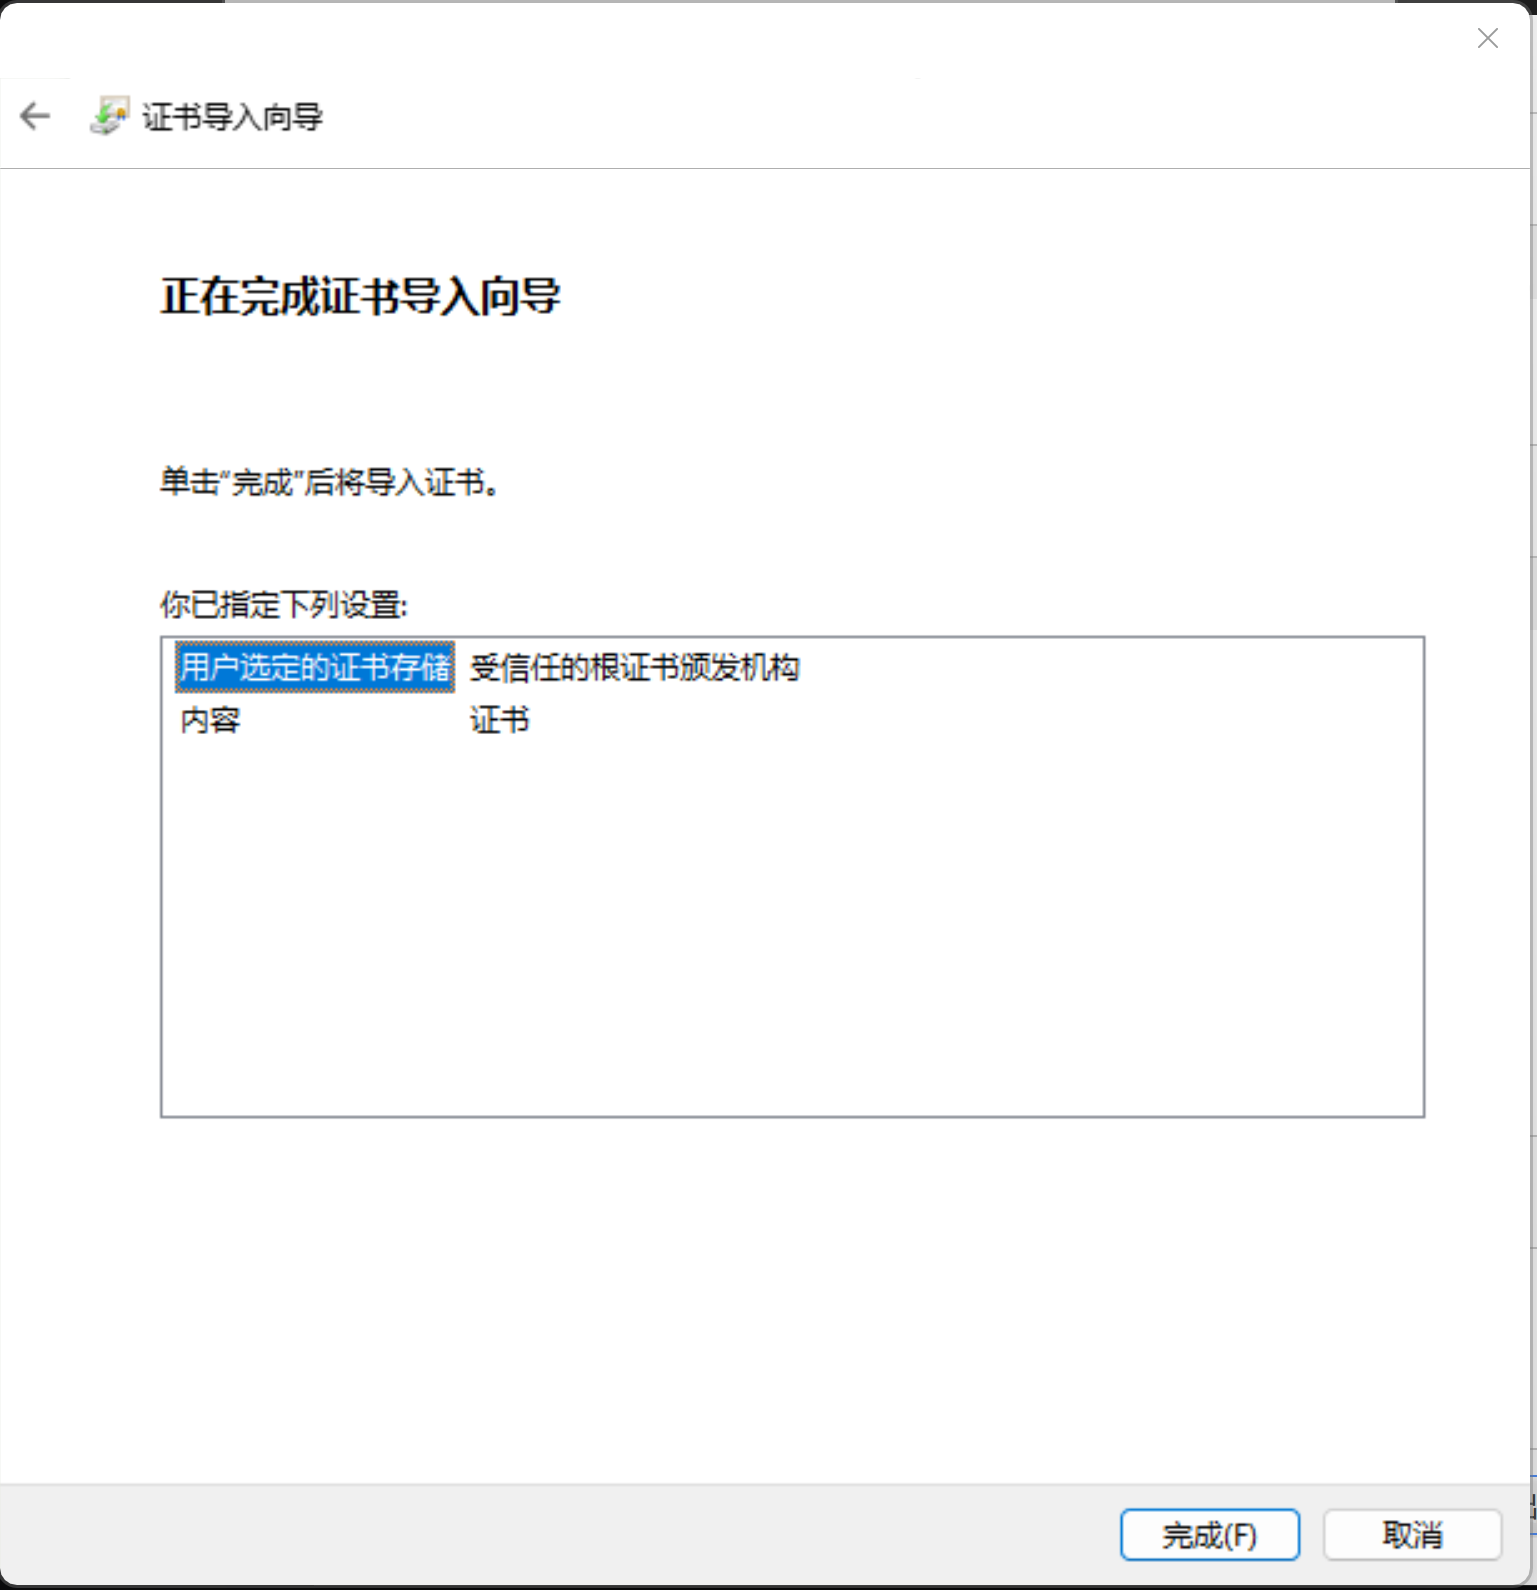 证书导入向导
正在完成证书导入向导
单击“完成”后将导入证书。
你已指定下列设置:
用户选定的证书存储 受信任的根证书颁发机构
内容 证书
完成(F) 取消